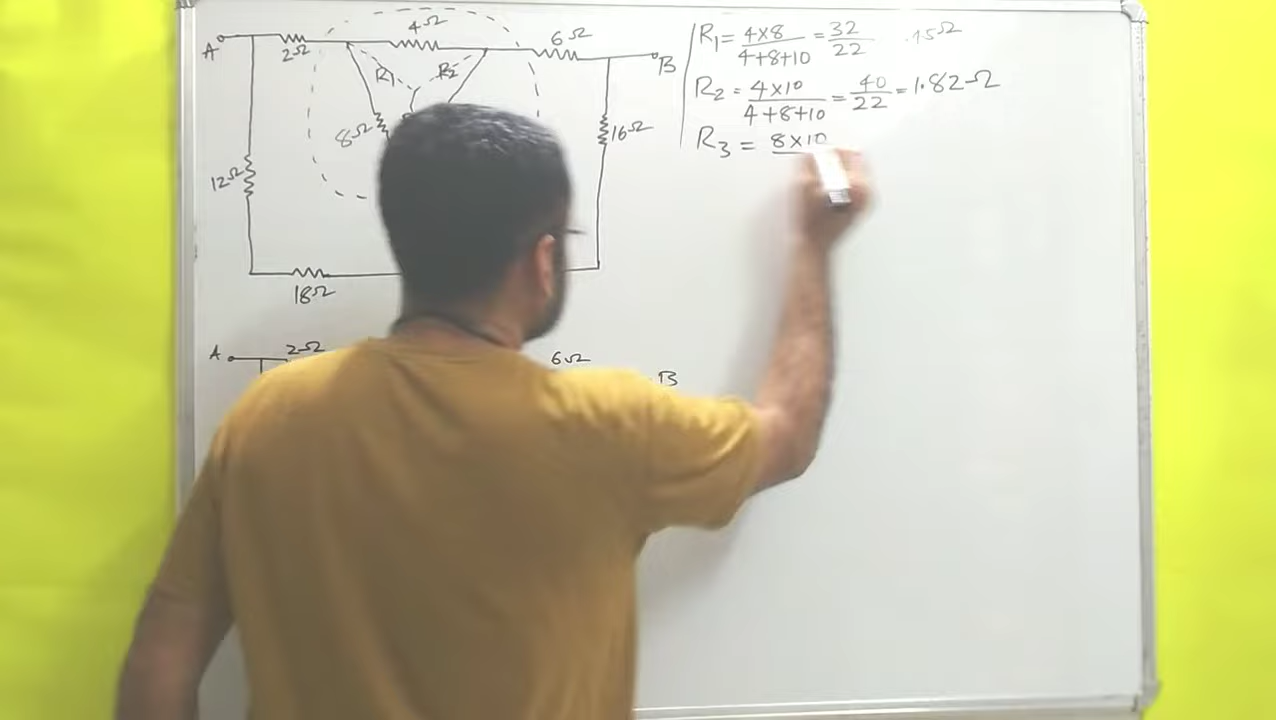 A
2Ω
4Ω
6Ω
B
R1
R2
8Ω
16Ω
12Ω
18Ω
A
2Ω
6Ω
B
R1 = 4×8 / 4+8+10 = 32 / 22 .45Ω
R2 = 4×10 / 4+8+10 = 40 / 22 = 1.82Ω
R3 = 8×10